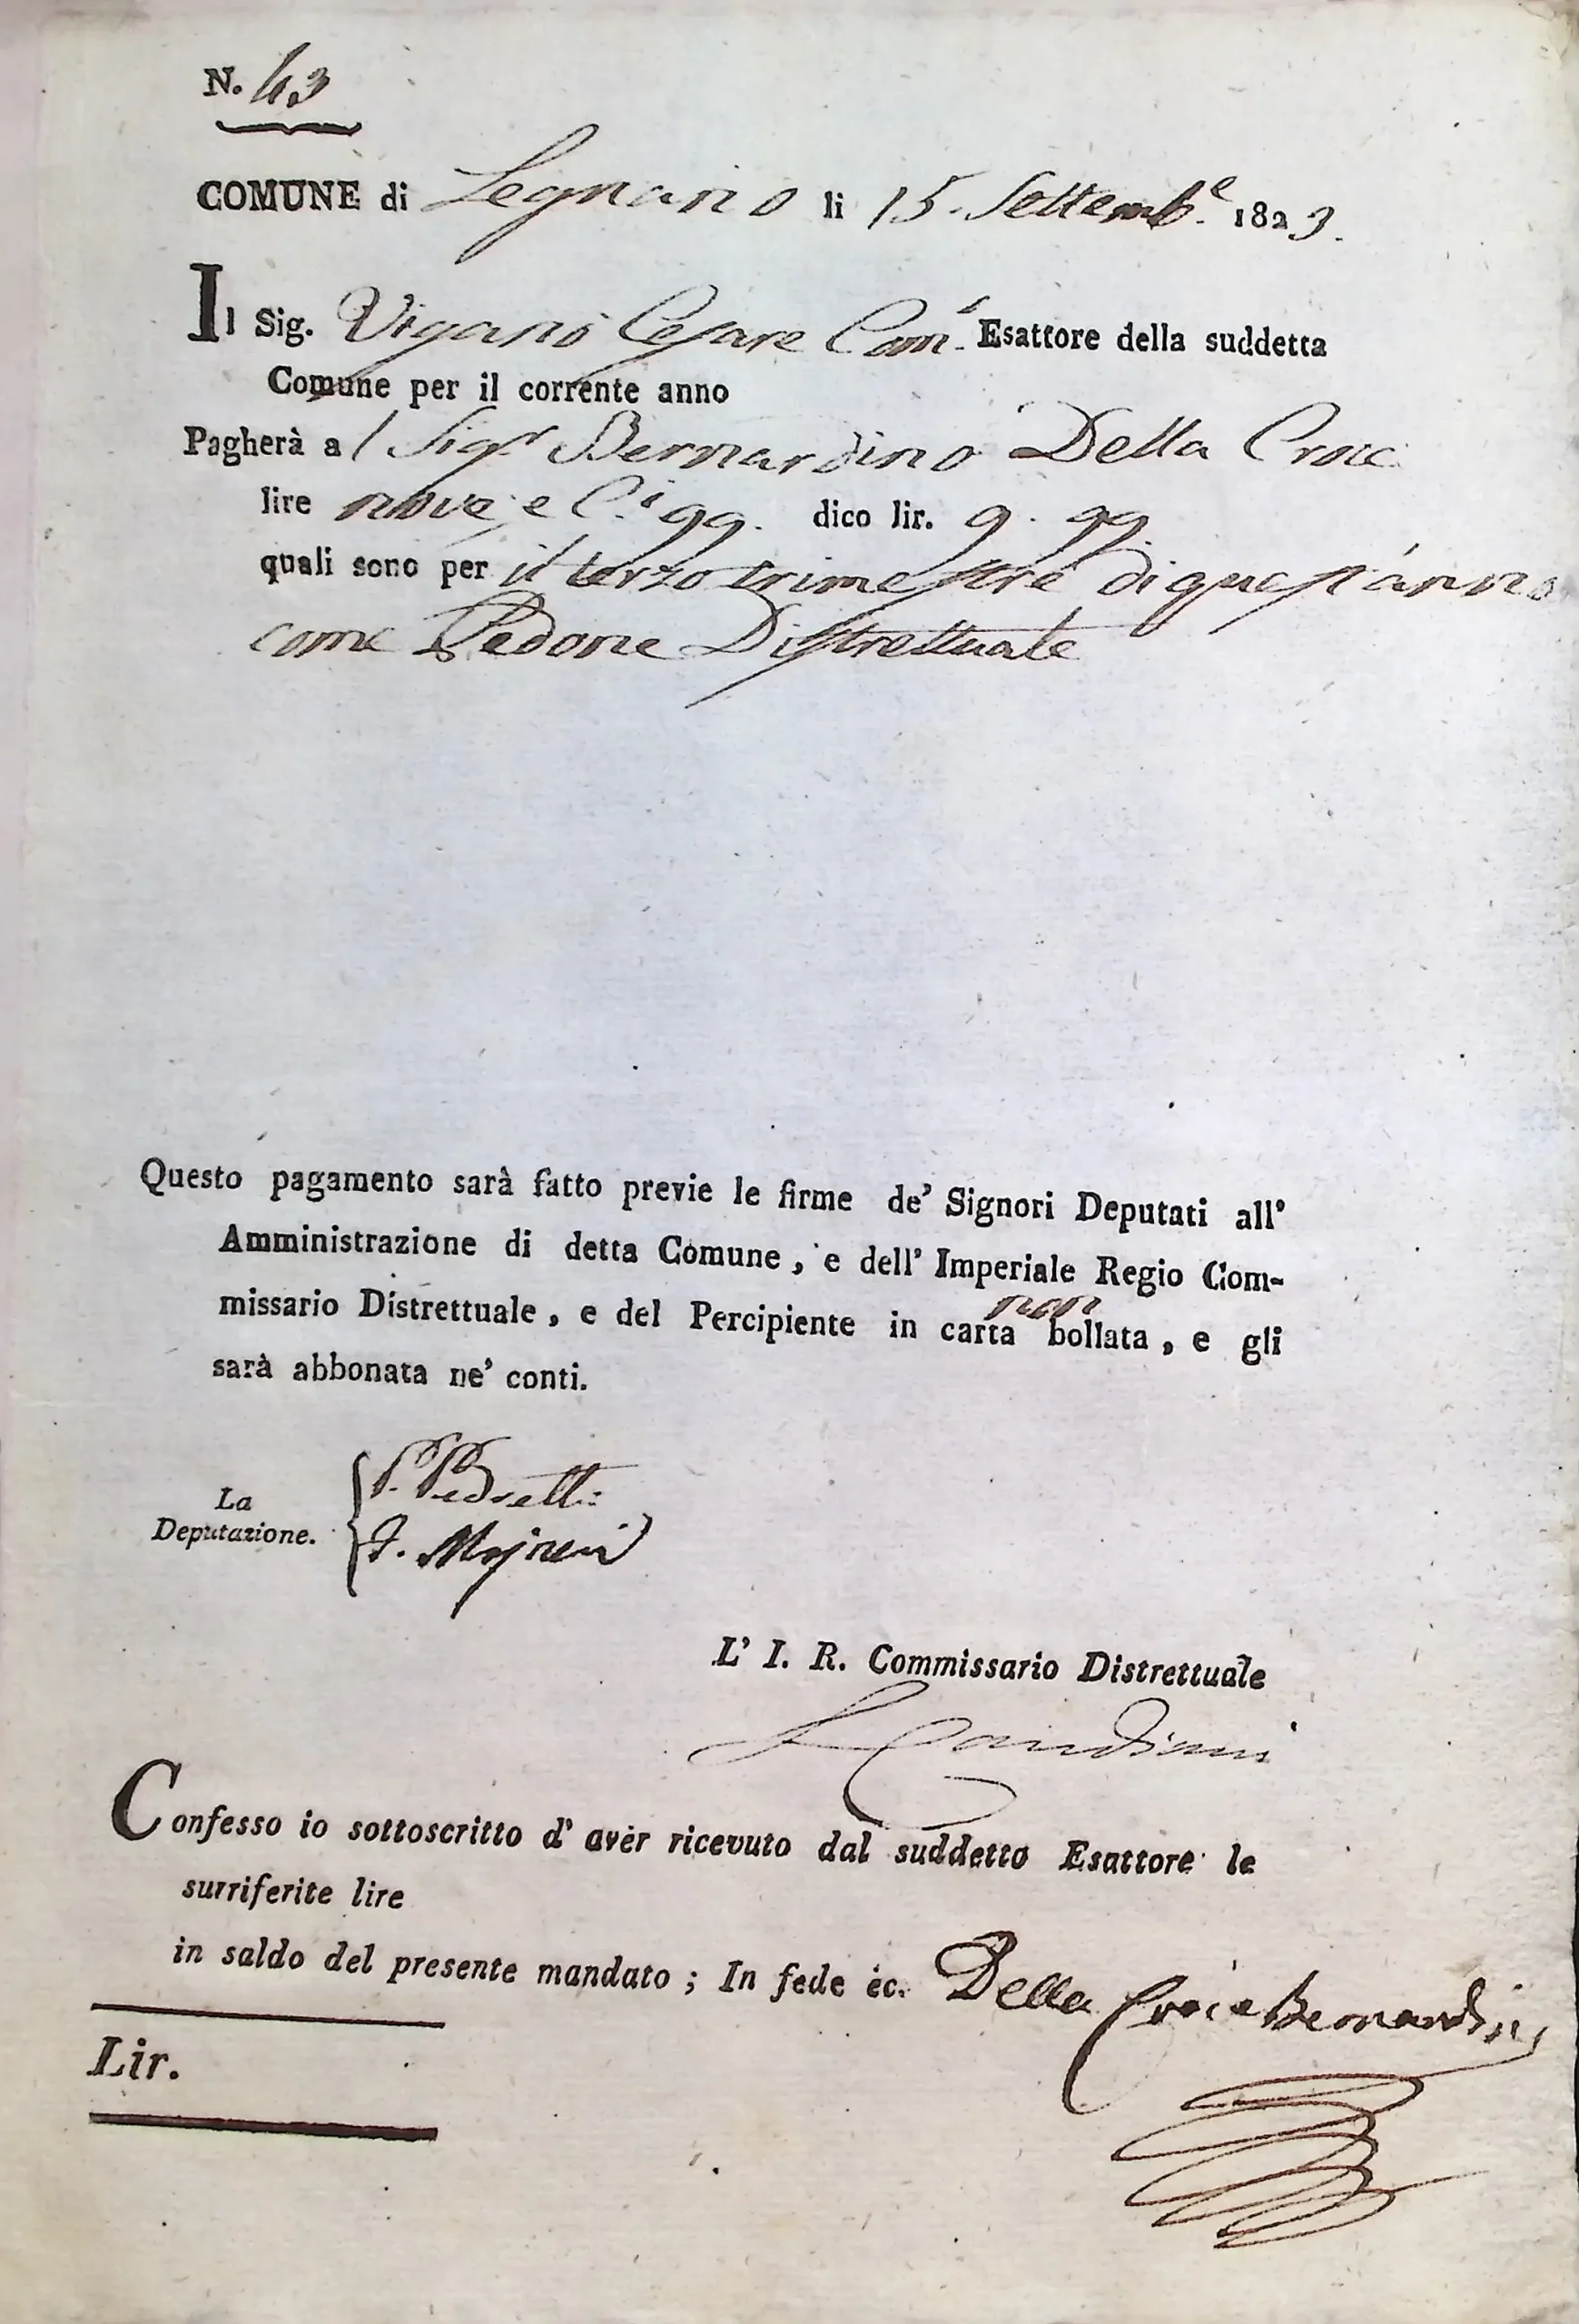 N. 43
COMUNE di Legnano li 15. Settemb.e 1823.
Il Sig. Viganò Cesare Com.l Esattore della suddetta
Comune per il corrente anno
Pagherà al Sigr Bernardino Della Croce
lire nove e C.i 99. dico lir. 9. 99.
quali sono per il terzo trimestre di quest'anno
come Pedone Distrettuale
Questo pagamento sarà fatto previe le firme de' Signori Deputati all'
Amministrazione di detta Comune, e dell' Imperiale Regio Com-
missario Distrettuale, e del Percipiente in carta non bollata, e gli
sarà abbonata ne' conti.
La
Deputazione.
P. Pedretti
L' I. R. Commissario Distrettuale
Confesso io sottoscritto d' aver ricevuto dal suddetto Esattore le
surriferite lire
in saldo del presente mandato; In fede ec. Della Croce Bernardino
Lir.